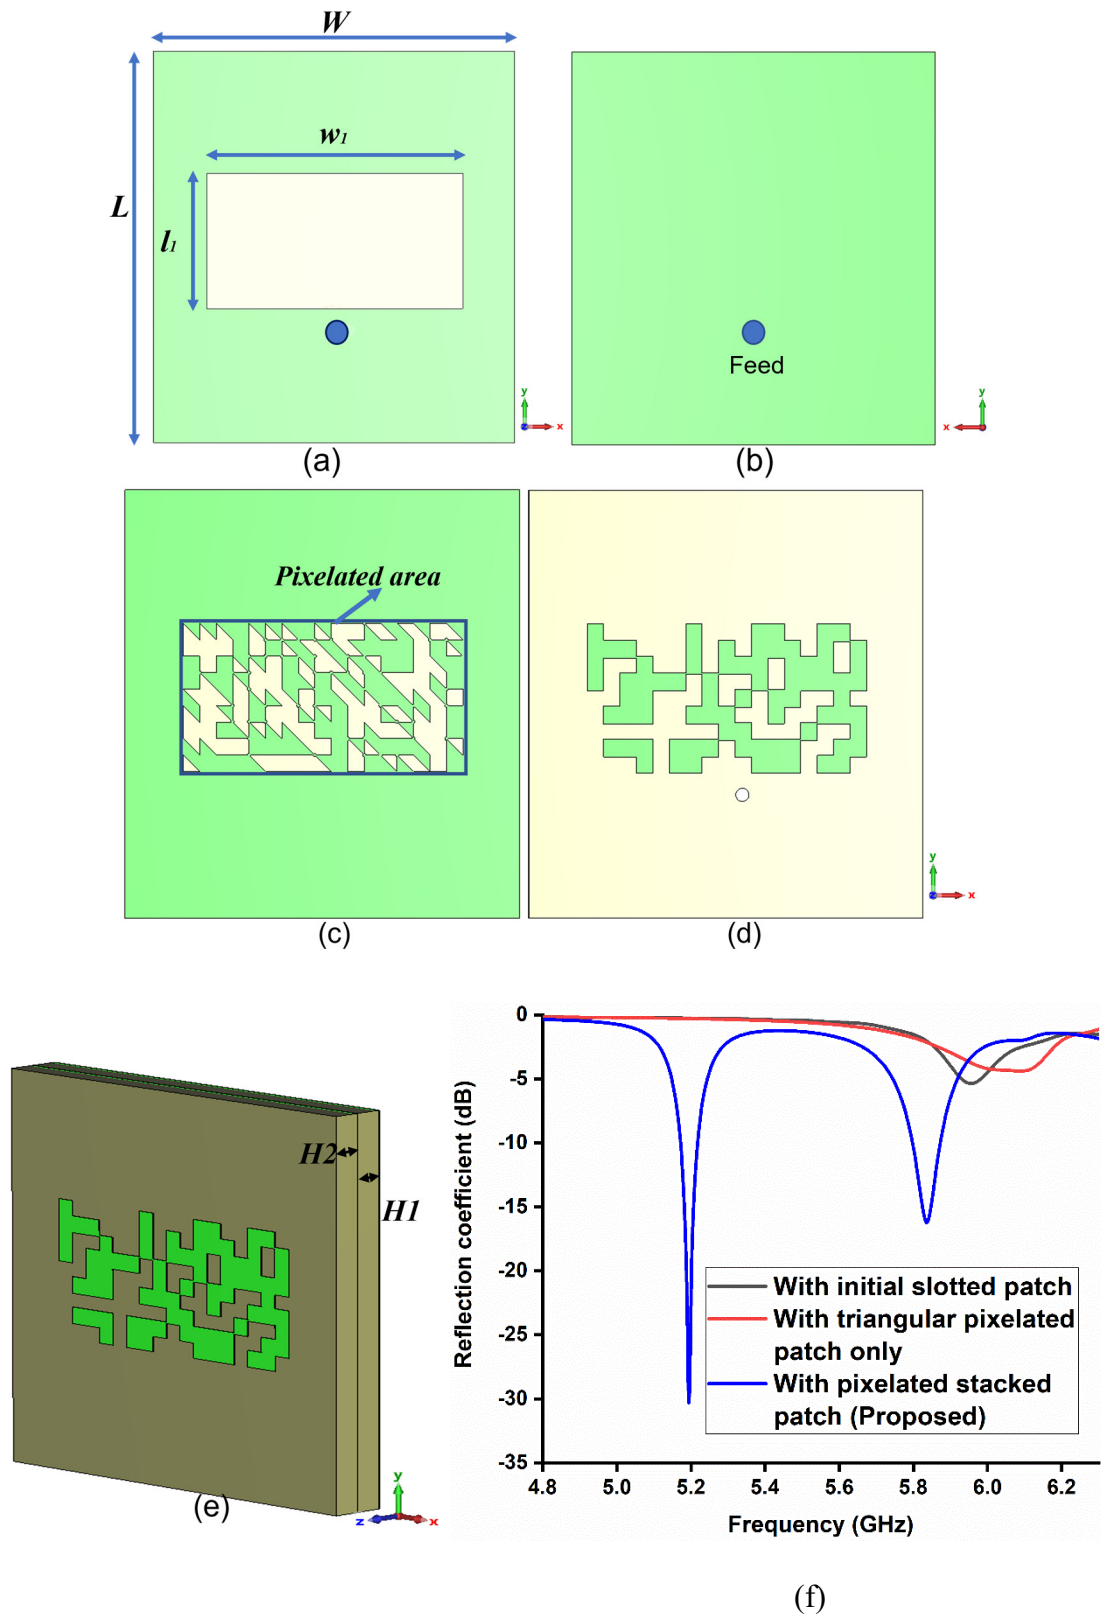 W
w1
L
l1
Feed
y
x
y
x
(a)
(b)
Pixelated area
y
x
(c)
(d)
H2
H1
y
z
x
(e)
0
-5
-10
-15
-20
-25
-30
-35
4.8 5.0 5.2 5.4 5.6 5.8 6.0 6.2
Reflection coefficient (dB)
Frequency (GHz)
With initial slotted patch
With triangular pixelated
patch only
With pixelated stacked
patch (Proposed)
(f)